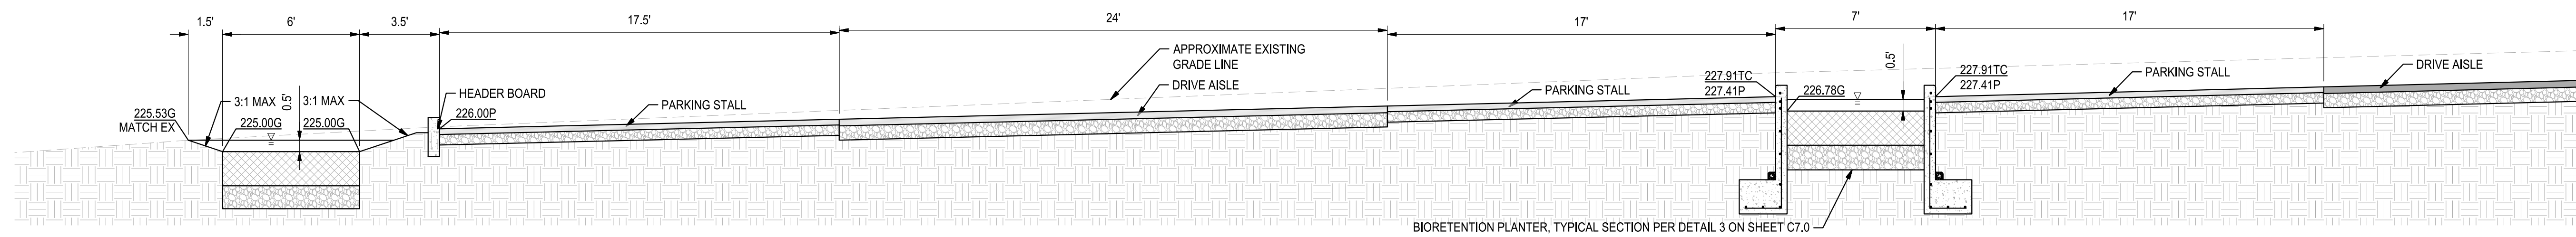 1.5'
6'
3.5'
17.5'
24'
17'
7'
17'
APPROXIMATE EXISTING
GRADE LINE
DRIVE AISLE
0.5'
225.53G
MATCH EX
3:1 MAX
0.5'
3:1 MAX
225.00G
225.00G
HEADER BOARD
226.00P
PARKING STALL
PARKING STALL
227.91TC
227.41P
226.78G
227.91TC
227.41P
PARKING STALL
DRIVE AISLE
BIORETENTION PLANTER, TYPICAL SECTION PER DETAIL 3 ON SHEET C7.0